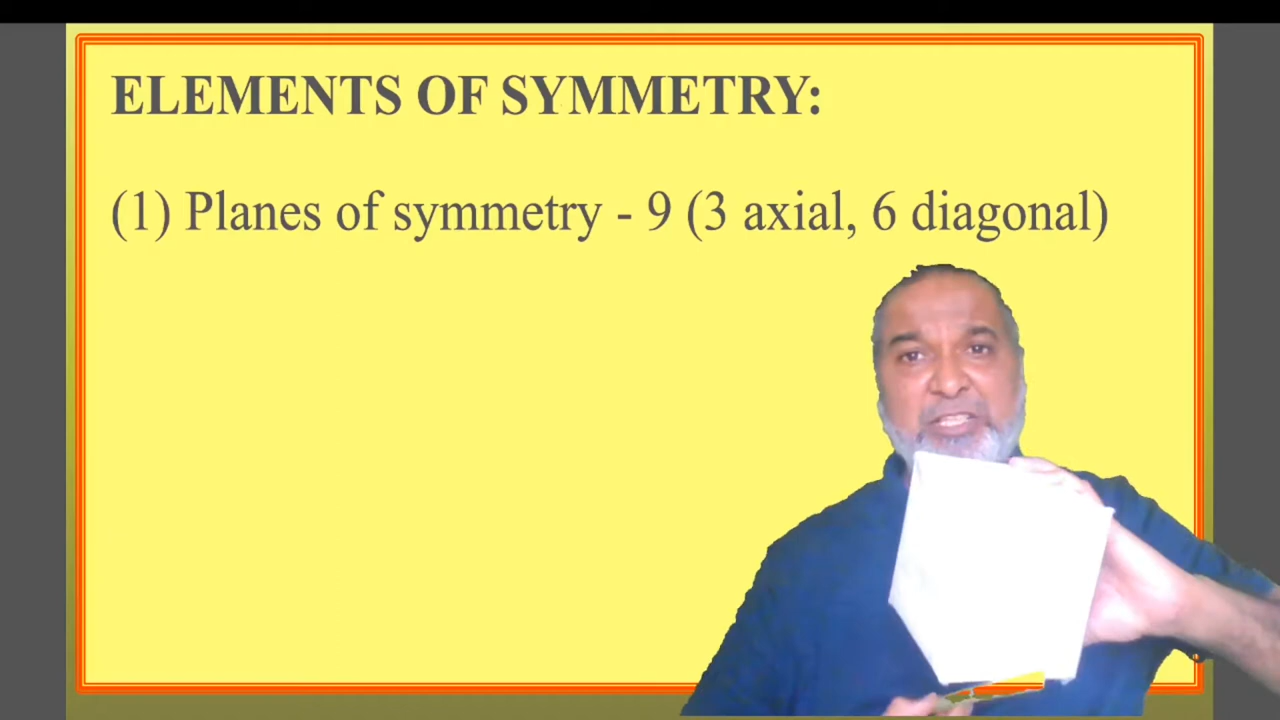 ELEMENTS OF SYMMETRY:
(1) Planes of symmetry - 9 (3 axial, 6 diagonal)